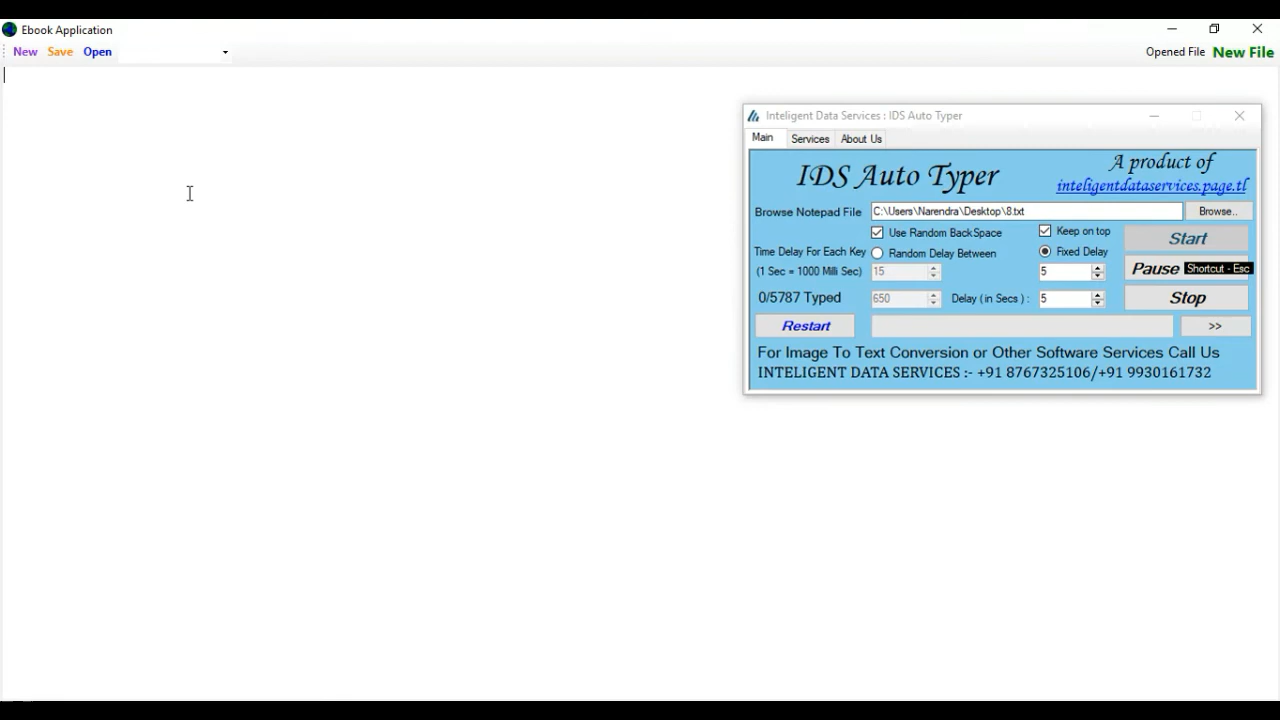 Ebook Application
New Save Open
Opened File New File
Inteligent Data Services : IDS Auto Typer
Main Services About Us
IDS Auto Typer
A product of
inteligentdataservices.page.tl
Browse Notepad File C:\Users\Narendra\Desktop\8.txt Browse..
Use Random BackSpace Keep on top Start
Time Delay For Each Key Random Delay Between Fixed Delay
(1 Sec = 1000 Milli Sec) 15 5 Pause Shortcut - Esc
0/5787 Typed 650 Delay ( in Secs ) : 5 Stop
Restart >>
For Image To Text Conversion or Other Software Services Call Us
INTELIGENT DATA SERVICES :- +91 8767325106/+91 9930161732